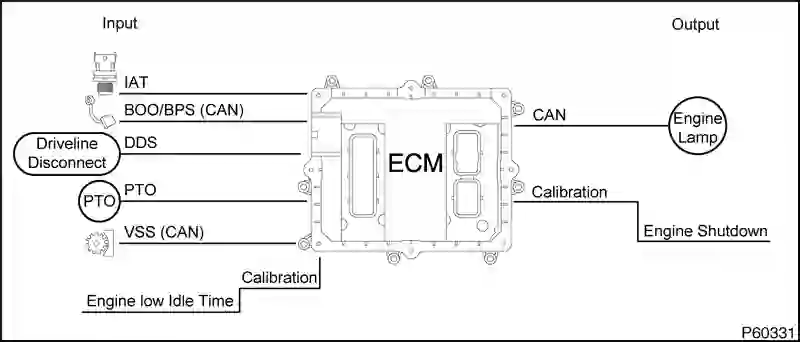 Input
Output
IAT
BOO/BPS (CAN)
CAN
Engine
Lamp
Driveline
Disconnect
DDS
ECM
PTO
PTO
Calibration
Engine Shutdown
VSS (CAN)
Calibration
Engine low Idle Time
P60331